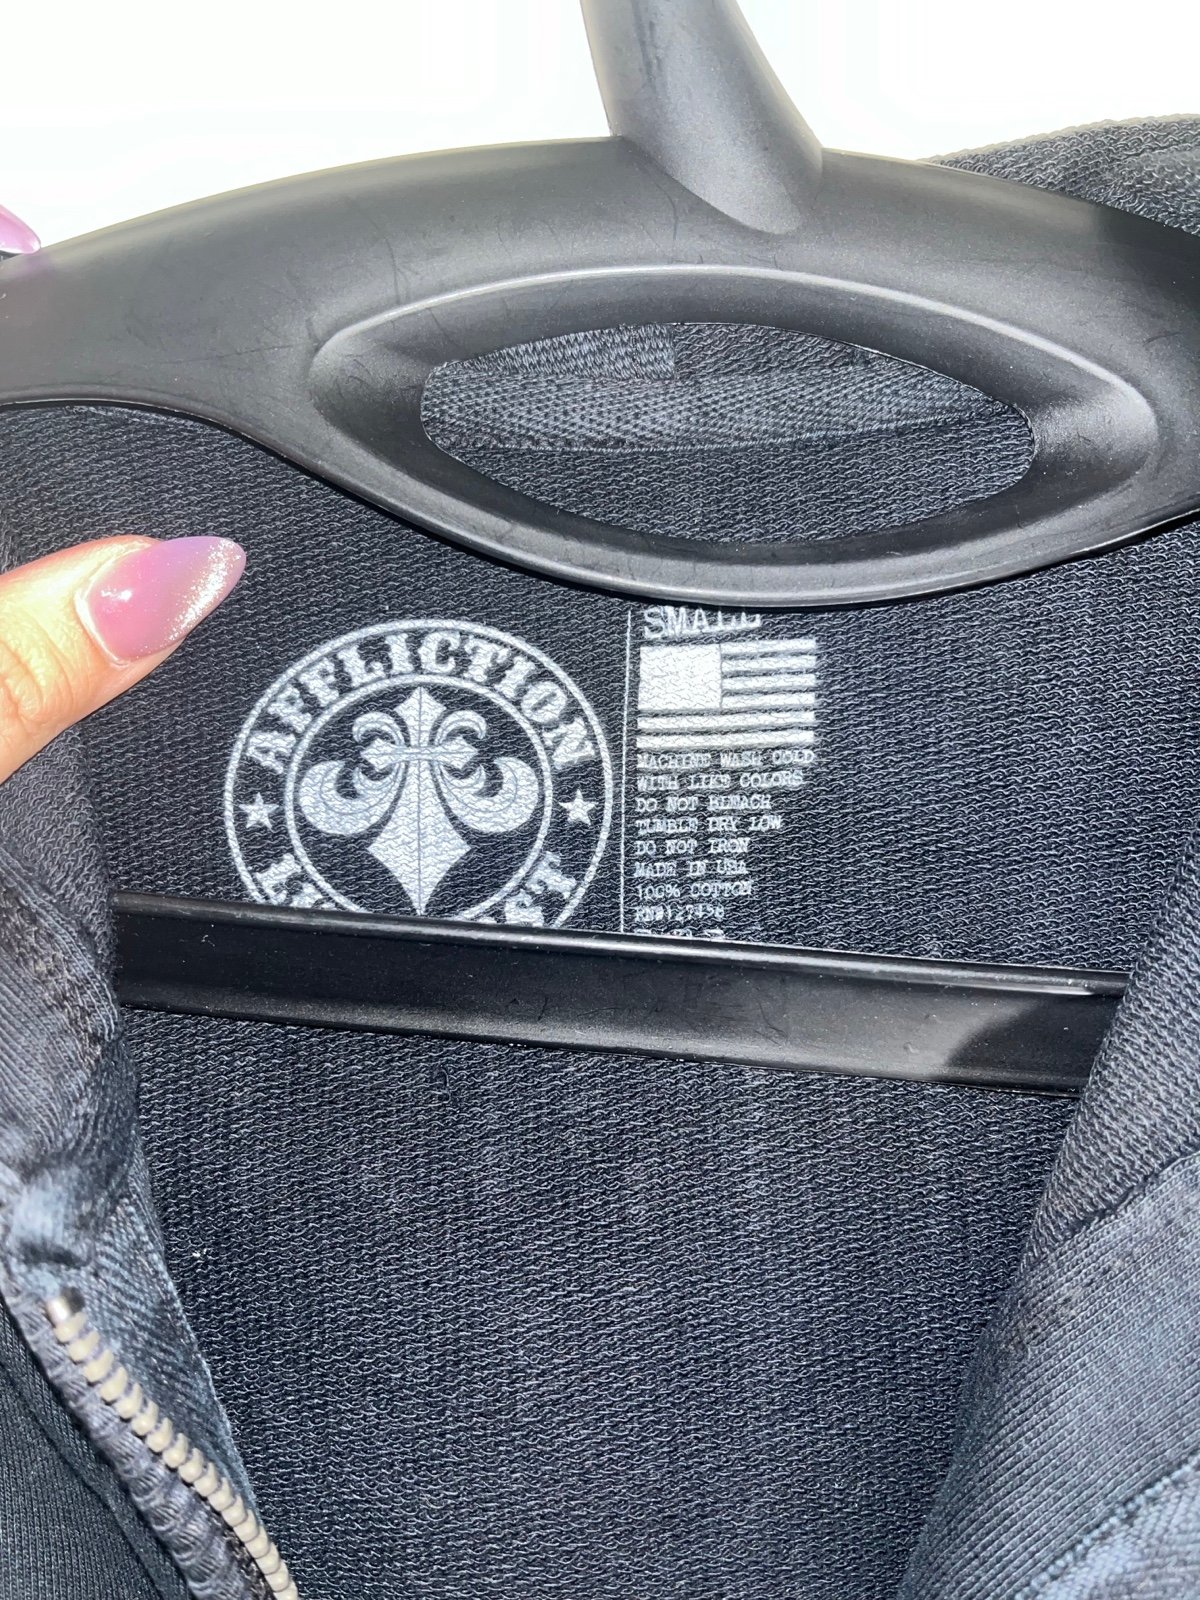 AFFLICTION
SMALL
MACHINE WASH COLD
WITH LIKE COLORS
DO NOT BLEACH
TUMBLE DRY LOW
DO NOT IRON
MADE IN USA
100% COTTON